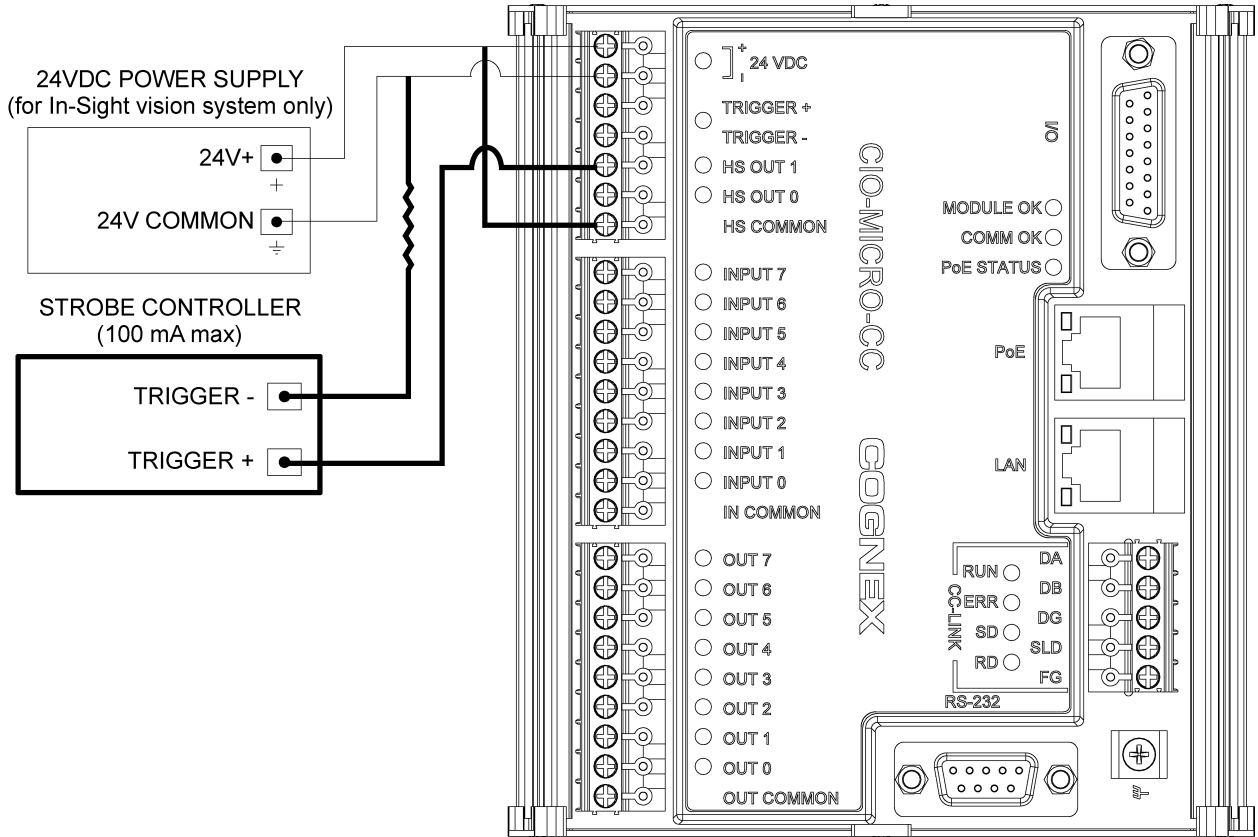 24VDC POWER SUPPLY
(for In-Sight vision system only)
24V+
+
24V COMMON
STROBE CONTROLLER
(100 mA max)
TRIGGER -
TRIGGER +
+
24 VDC
-
TRIGGER +
TRIGGER -
HS OUT 1
HS OUT 0
HS COMMON
INPUT 7
INPUT 6
INPUT 5
INPUT 4
INPUT 3
INPUT 2
INPUT 1
INPUT 0
IN COMMON
OUT 7
OUT 6
OUT 5
OUT 4
OUT 3
OUT 2
OUT 1
OUT 0
OUT COMMON
CIO-MICRO-CC
COGNEX
I/O
MODULE OK
COMM OK
PoE STATUS
PoE
LAN
CC-LINK
RUN
ERR
SD
RD
DA
DB
DG
SLD
FG
RS-232